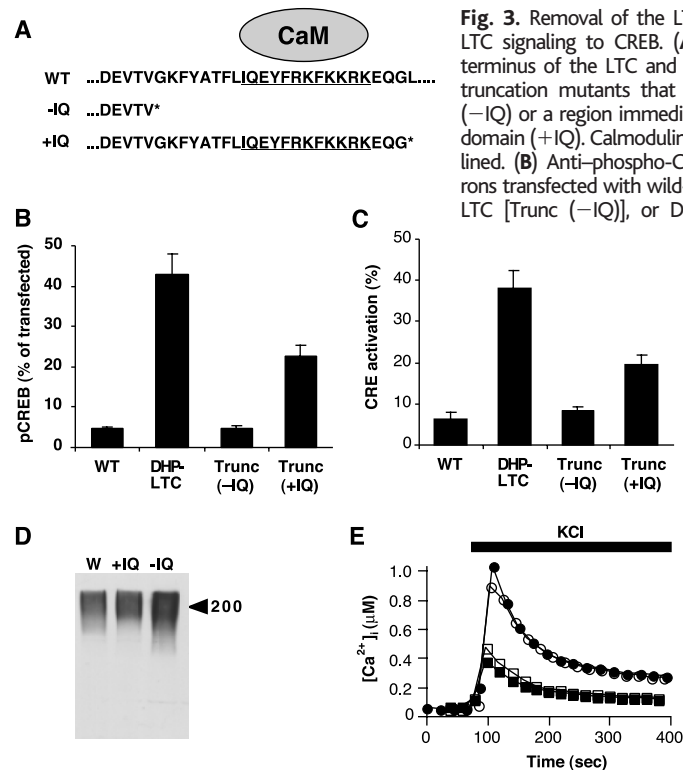 A
CaM
WT ...DEVTVGKFYATFLIQEYFRKFKKRKEQGL....
-IQ ...DEVTV*
+IQ ...DEVTVGKFYATFLIQEYFRKFKKRKEQG*
Fig. 3. Removal of the LT
LTC signaling to CREB. (A
terminus of the LTC and
truncation mutants that
(−IQ) or a region immedi
domain (+IQ). Calmodulin
lined. (B) Anti–phospho-C
rons transfected with wild-
LTC [Trunc (−IQ)], or D
B
pCREB (% of transfected)
50
40
30
20
10
0
WT
DHP-
LTC
Trunc
(–IQ)
Trunc
(+IQ)
C
CRE activation (%)
50
40
30
20
10
0
WT
DHP-
LTC
Trunc
(–IQ)
Trunc
(+IQ)
D
W +IQ -IQ
200
E
KCl
[Ca2+]i (μM)
1.0
0.8
0.6
0.4
0.2
0
0 100 200 300 400
Time (sec)